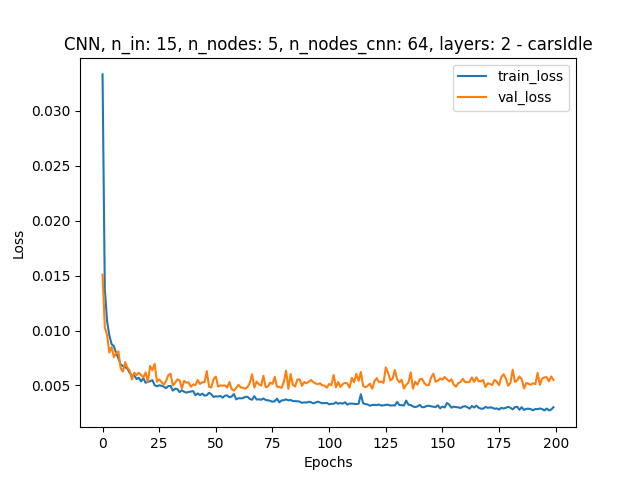 CNN, n_in: 15, n_nodes: 5, n_nodes_cnn: 64, layers: 2 - carsIdle
train_loss
val_loss
0.030
0.025
0.020
0.015
0.010
0.005
Loss
0 25 50 75 100 125 150 175 200
Epochs